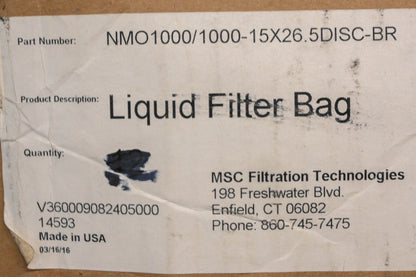 Part Number: NMO1000/1000-15X26.5DISC-BR
Product Description: Liquid Filter Bag
Quantity:
MSC Filtration Technologies
198 Freshwater Blvd.
Enfield, CT 06082
Phone: 860-745-7475
V360009082405000
14593
Made in USA
03/16/16